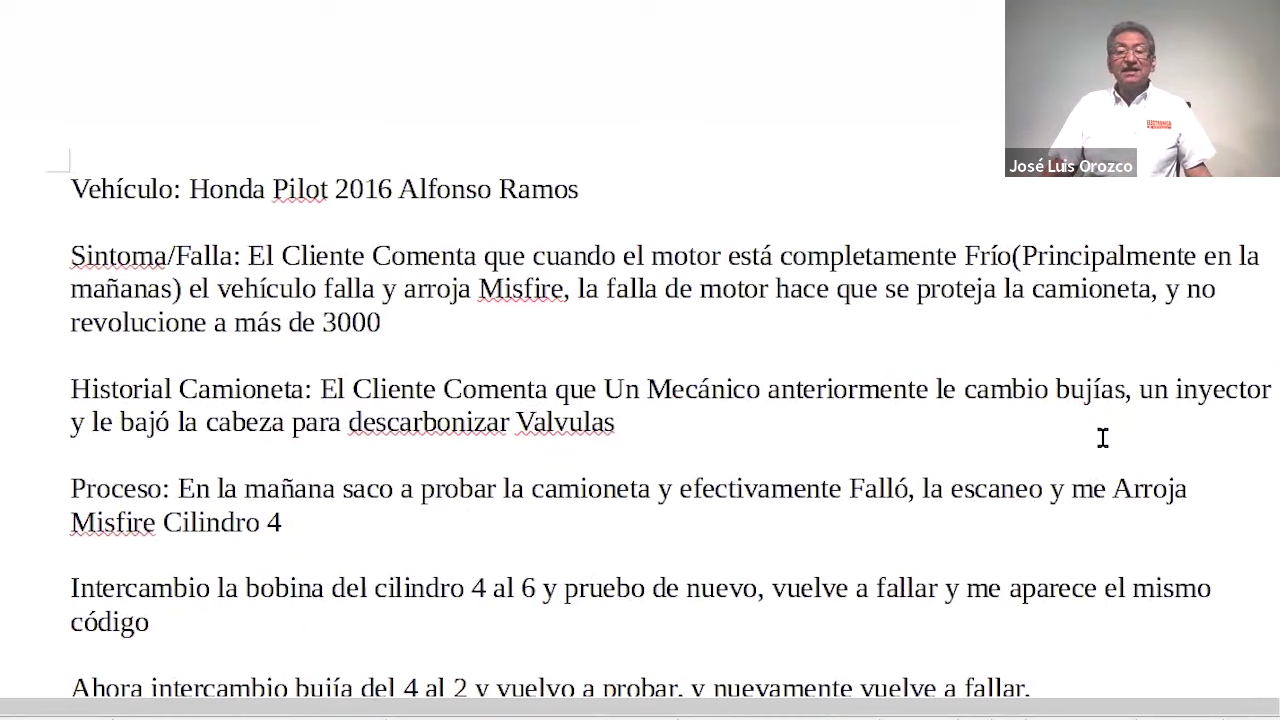 José Luis Orozco
Vehículo: Honda Pilot 2016 Alfonso Ramos
Sintoma/Falla: El Cliente Comenta que cuando el motor está completamente Frío(Principalmente en la
mañanas) el vehículo falla y arroja Misfire, la falla de motor hace que se proteja la camioneta, y no
revolucione a más de 3000
Historial Camioneta: El Cliente Comenta que Un Mecánico anteriormente le cambio bujías, un inyector
y le bajó la cabeza para descarbonizar Valvulas
Proceso: En la mañana saco a probar la camioneta y efectivamente Falló, la escaneo y me Arroja
Misfire Cilindro 4
Intercambio la bobina del cilindro 4 al 6 y pruebo de nuevo, vuelve a fallar y me aparece el mismo
código
Ahora intercambio bujía del 4 al 2 y vuelvo a probar, y nuevamente vuelve a fallar.